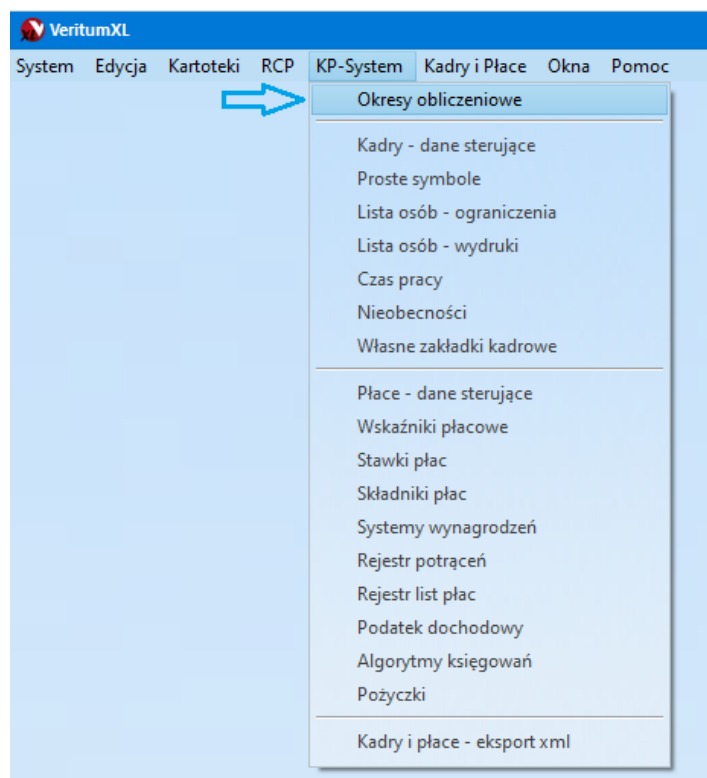 VeritumXL
System Edycja Kartoteki RCP KP-System Kadry i Płace Okna Pomoc
Okresy obliczeniowe
Kadry - dane sterujące
Proste symbole
Lista osób - ograniczenia
Lista osób - wydruki
Czas pracy
Nieobecności
Własne zakładki kadrowe
Płace - dane sterujące
Wskaźniki płacowe
Stawki płac
Składniki płac
Systemy wynagrodzeń
Rejestr potrąceń
Rejestr list płac
Podatek dochodowy
Algorytmy księgowań
Pożyczki
Kadry i płace - eksport xml